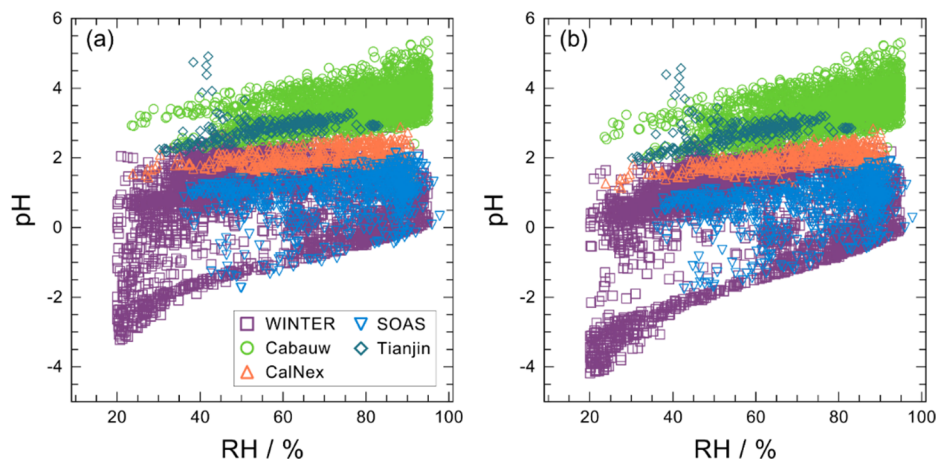 (a)
6
4
2
0
-2
-4
pH
20 40 60 80 100
RH / %
WINTER
Cabauw
CalNex
SOAS
Tianjin
(b)
6
4
2
0
-2
-4
pH
20 40 60 80 100
RH / %